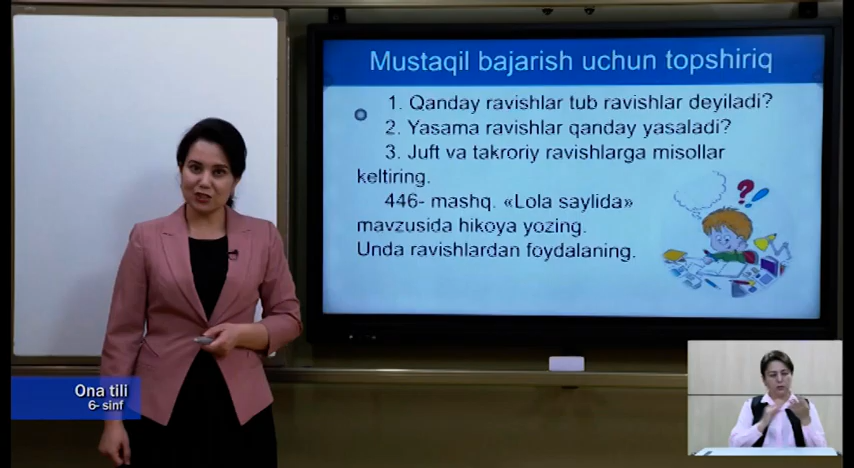 Mustaqil bajarish uchun topshiriq
1. Qanday ravishlar tub ravishlar deyiladi?
2. Yasama ravishlar qanday yasaladi?
3. Juft va takroriy ravishlarga misollar
keltiring.
446- mashq. «Lola saylida»
mavzusida hikoya yozing.
Unda ravishlardan foydalaning.
Ona tili
6- sinf